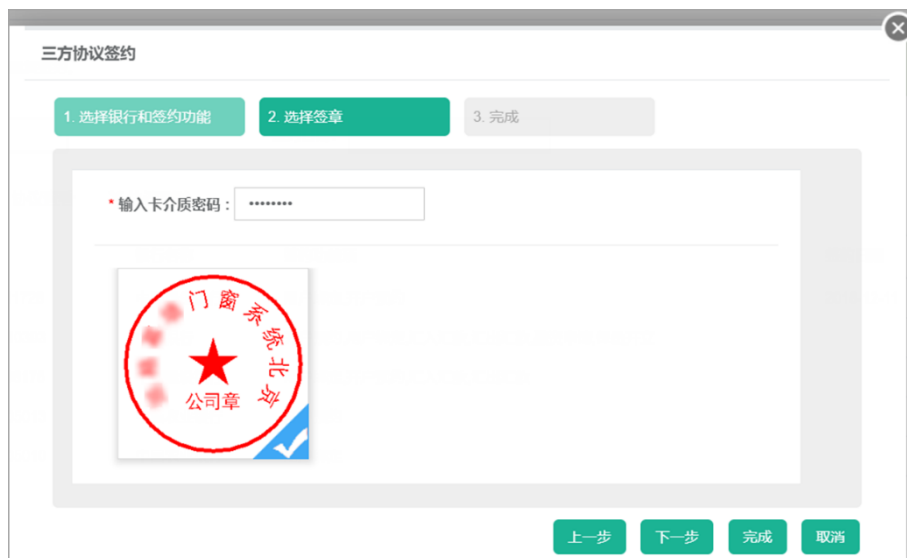 三方协议签约
1. 选择银行和签约功能
2. 选择签章
3. 完成
* 输入卡介质密码: ••••••••
门窗系统北京
公司章
上一步
下一步
完成
取消